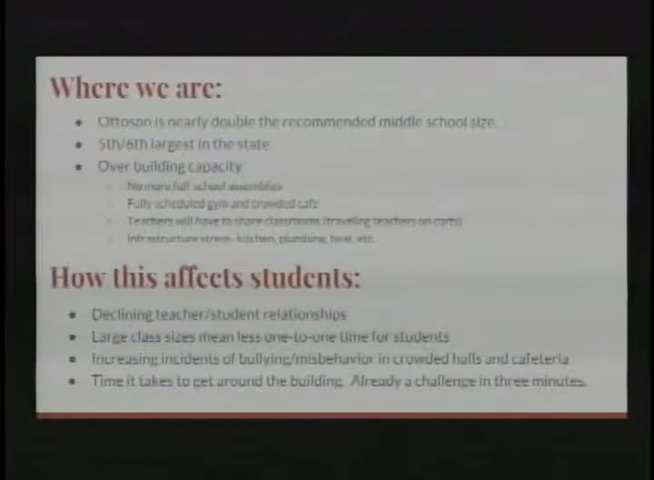 Where we are:
Ottoson is nearly double the recommended middle school size.
5th/6th largest in the state
Over building capacity
No more full school assemblies
Fully scheduled gym and crowded cafe
Teachers will have to share classrooms (traveling teachers on carts)
Infrastructure stress- kitchen, plumbing, heat, etc.
How this affects students:
Declining teacher/student relationships
Large class sizes mean less one-to-one time for students
Increasing incidents of bullying/misbehavior in crowded halls and cafeteria
Time it takes to get around the building. Already a challenge in three minutes.